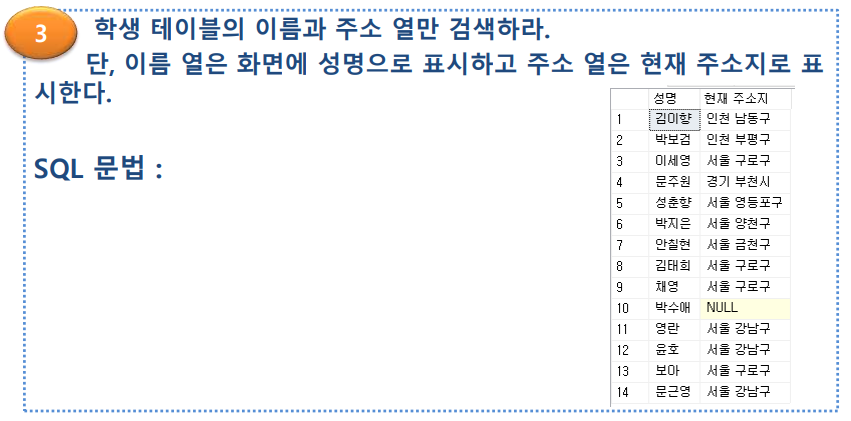 3
학생 테이블의 이름과 주소 열만 검색하라.
단, 이름 열은 화면에 성명으로 표시하고 주소 열은 현재 주소지로 표
시한다.
SQL 문법 :
성명 현재 주소지
1 김이향 인천 남동구
2 박보검 인천 부평구
3 이세영 서울 구로구
4 문주원 경기 부천시
5 성춘향 서울 영등포구
6 박지은 서울 양천구
7 안칠현 서울 금천구
8 김태희 서울 구로구
9 채영 서울 구로구
10 박수애 NULL
11 영란 서울 강남구
12 윤호 서울 강남구
13 보아 서울 구로구
14 문근영 서울 강남구